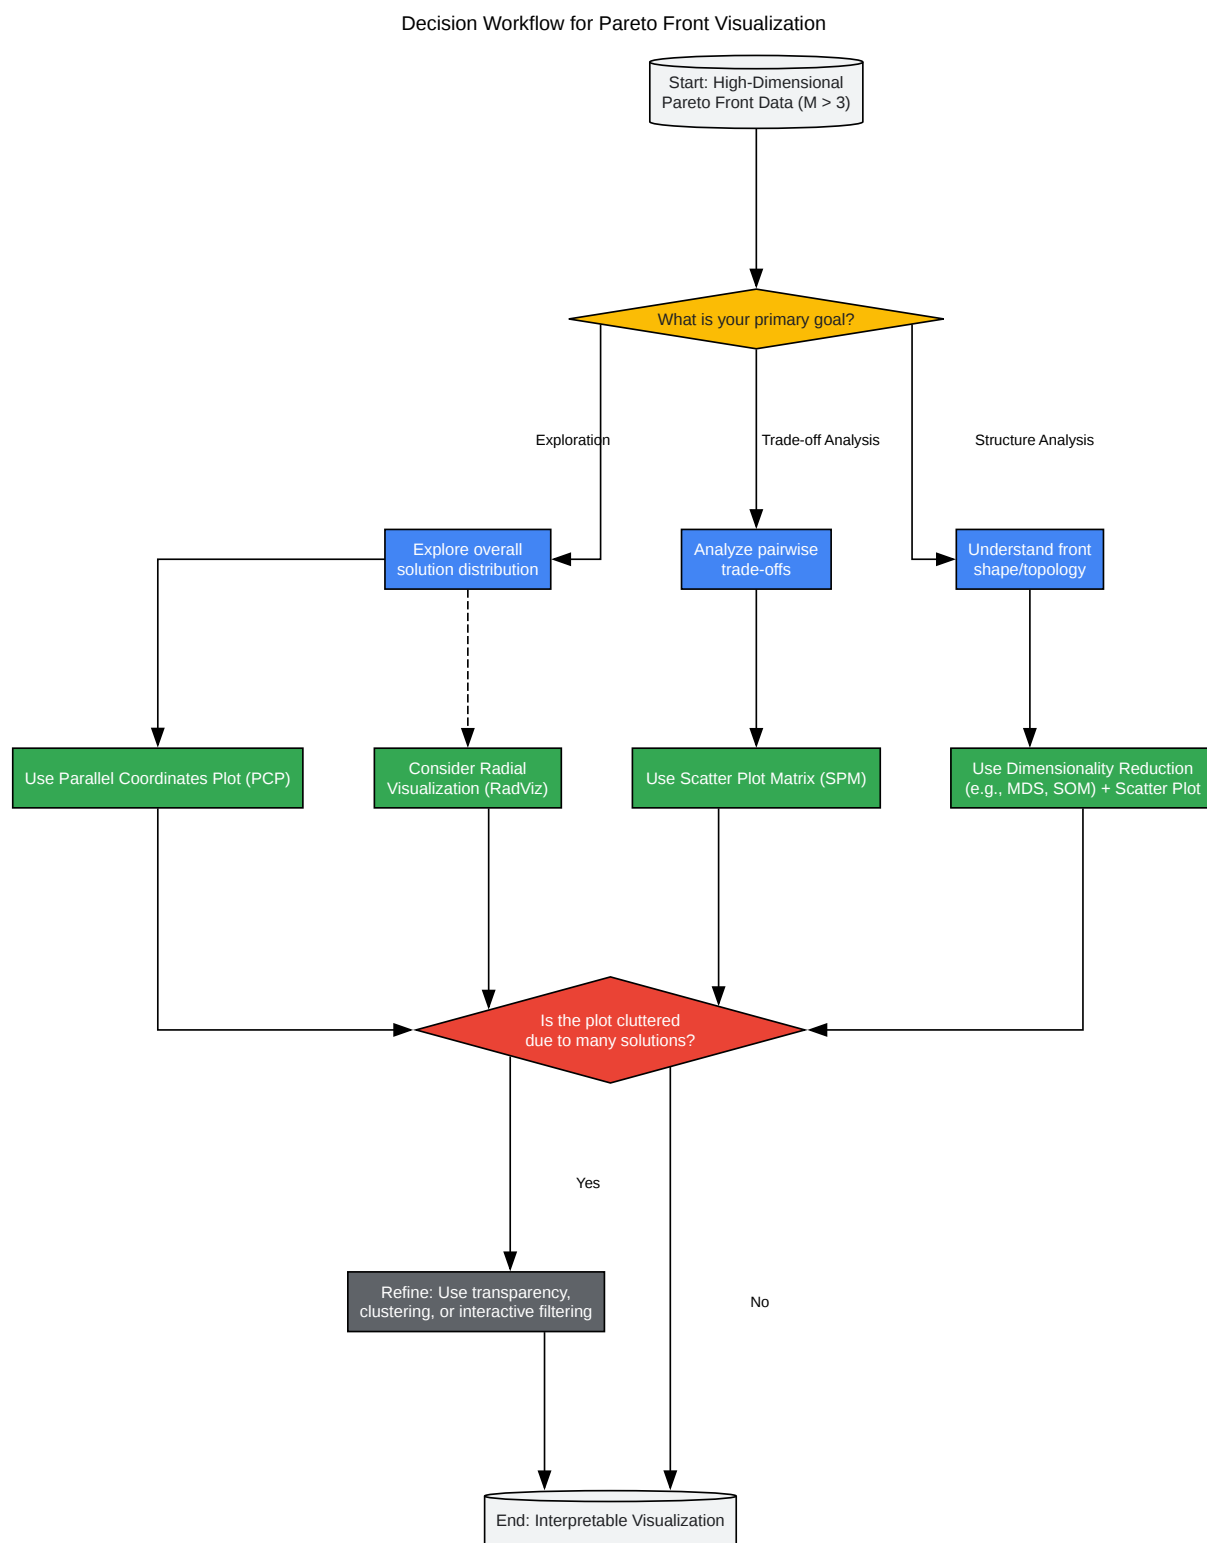 Decision Workflow for Pareto Front Visualization
Start: High-Dimensional
Pareto Front Data (M > 3)
What is your primary goal?
Exploration
Trade-off Analysis
Structure Analysis
Explore overall
solution distribution
Analyze pairwise
trade-offs
Understand front
shape/topology
Use Parallel Coordinates Plot (PCP)
Consider Radial
Visualization (RadViz)
Use Scatter Plot Matrix (SPM)
Use Dimensionality Reduction
(e.g., MDS, SOM) + Scatter Plot
Is the plot cluttered
due to many solutions?
Yes
Refine: Use transparency,
clustering, or interactive filtering
No
End: Interpretable Visualization